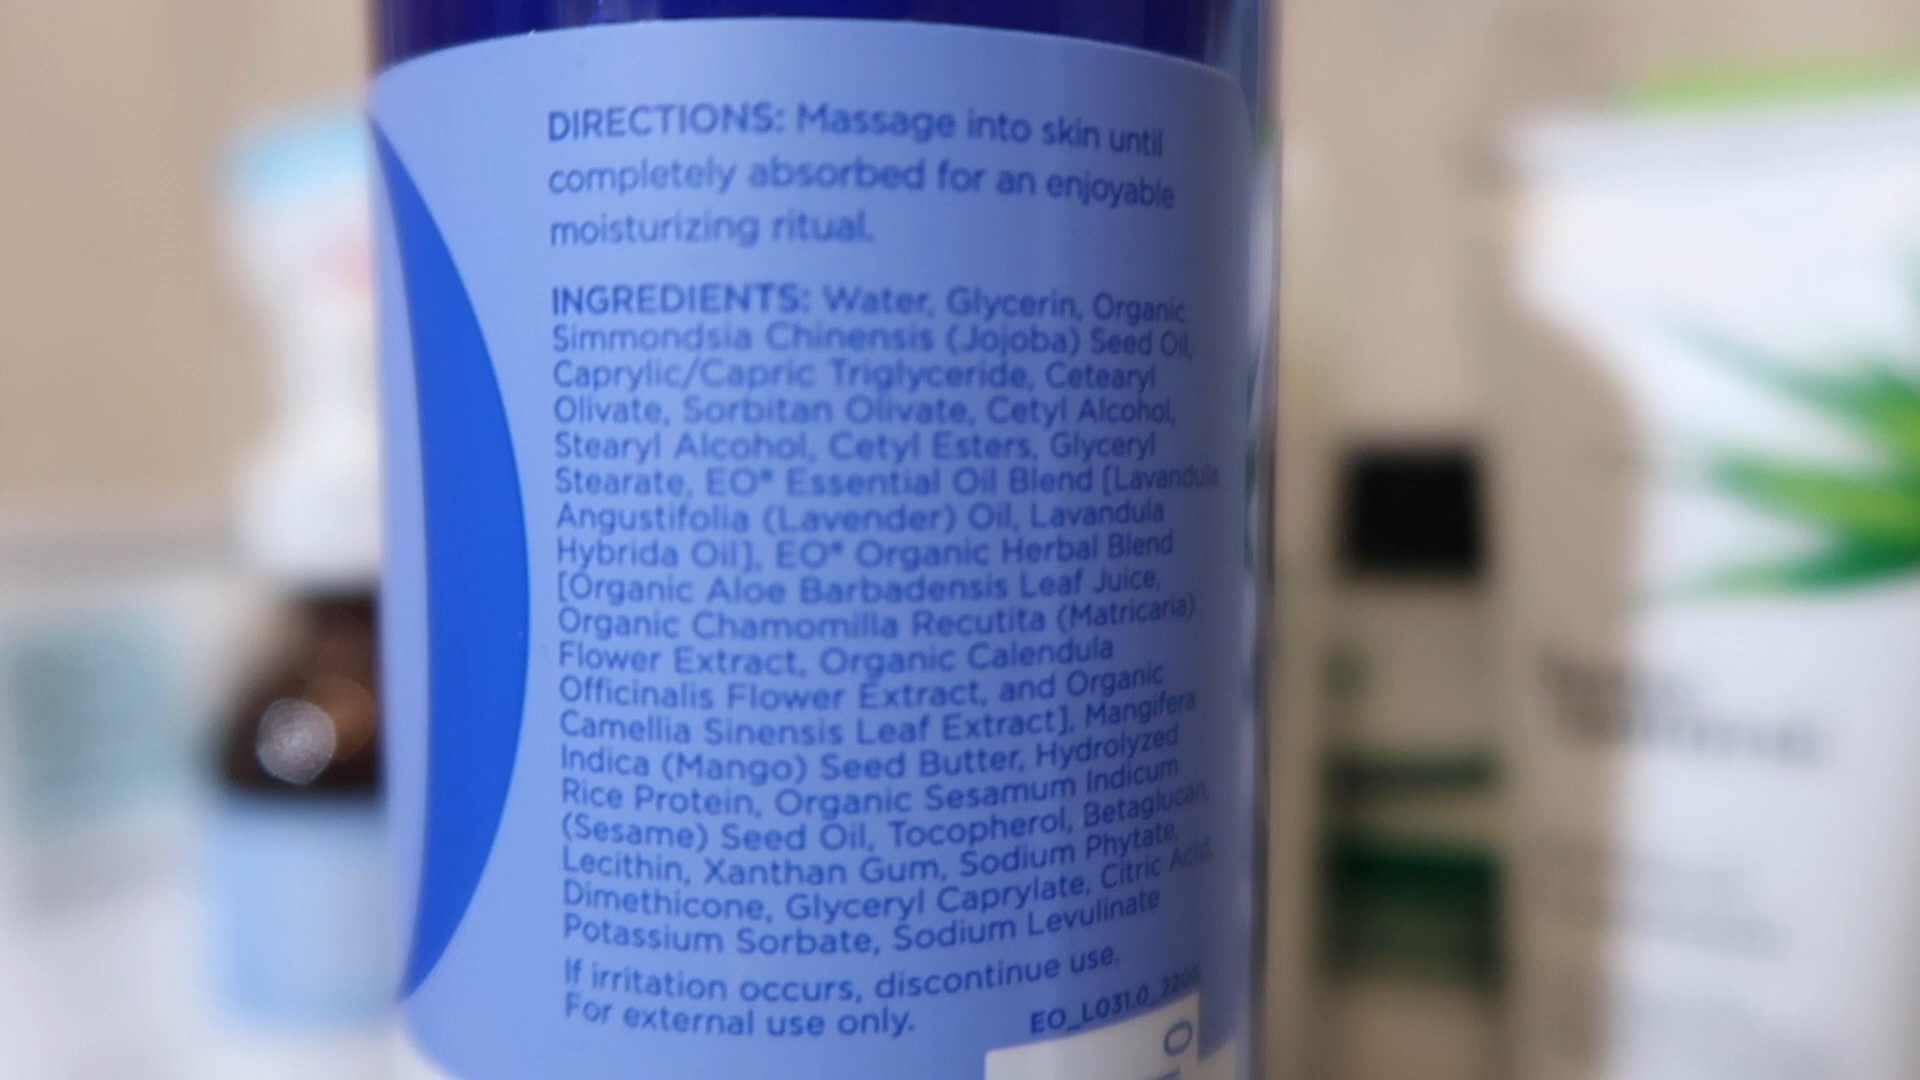 DIRECTIONS: Massage into skin until
completely absorbed for an enjoyable
moisturizing ritual.
INGREDIENTS: Water, Glycerin, Organic
Simmondsia Chinensis (Jojoba) Seed Oil,
Caprylic/Capric Triglyceride, Cetearyl
Olivate, Sorbitan Olivate, Cetyl Alcohol,
Stearyl Alcohol, Cetyl Esters, Glyceryl
Stearate, EO® Essential Oil Blend [Lavandula
Angustifolia (Lavender) Oil, Lavandula
Hybrida Oil], EO® Organic Herbal Blend
[Organic Aloe Barbadensis Leaf Juice,
Organic Chamomilla Recutita (Matricaria)
Flower Extract, Organic Calendula
Officinalis Flower Extract, and Organic
Camellia Sinensis Leaf Extract], Mangifera
Indica (Mango) Seed Butter, Hydrolyzed
Rice Protein, Organic Sesamum Indicum
(Sesame) Seed Oil, Tocopherol, Betaglucan,
Lecithin, Xanthan Gum, Sodium Phytate,
Dimethicone, Glyceryl Caprylate, Citric Acid,
Potassium Sorbate, Sodium Levulinate
If irritation occurs, discontinue use.
For external use only.